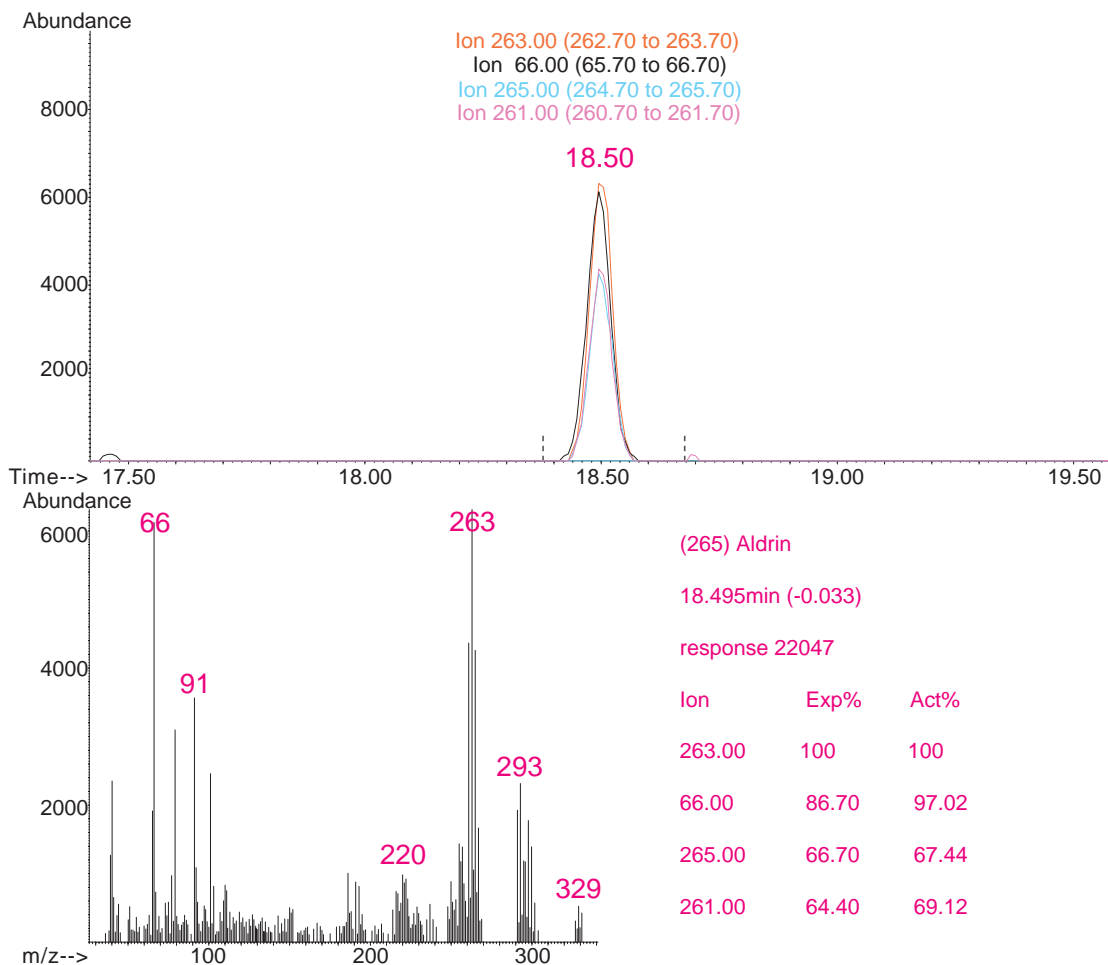 Abundance
Ion 263.00 (262.70 to 263.70)
Ion 66.00 (65.70 to 66.70)
Ion 265.00 (264.70 to 265.70)
Ion 261.00 (260.70 to 261.70)
8000
18.50
6000
4000
2000
Time--> 17.50 18.00 18.50 19.00 19.50
Abundance
66 263
6000
(265) Aldrin
18.495min (-0.033)
response 22047
4000
91
Ion Exp% Act%
263.00 100 100
293
2000
66.00 86.70 97.02
220
265.00 66.70 67.44
329
261.00 64.40 69.12
m/z--> 100 200 300